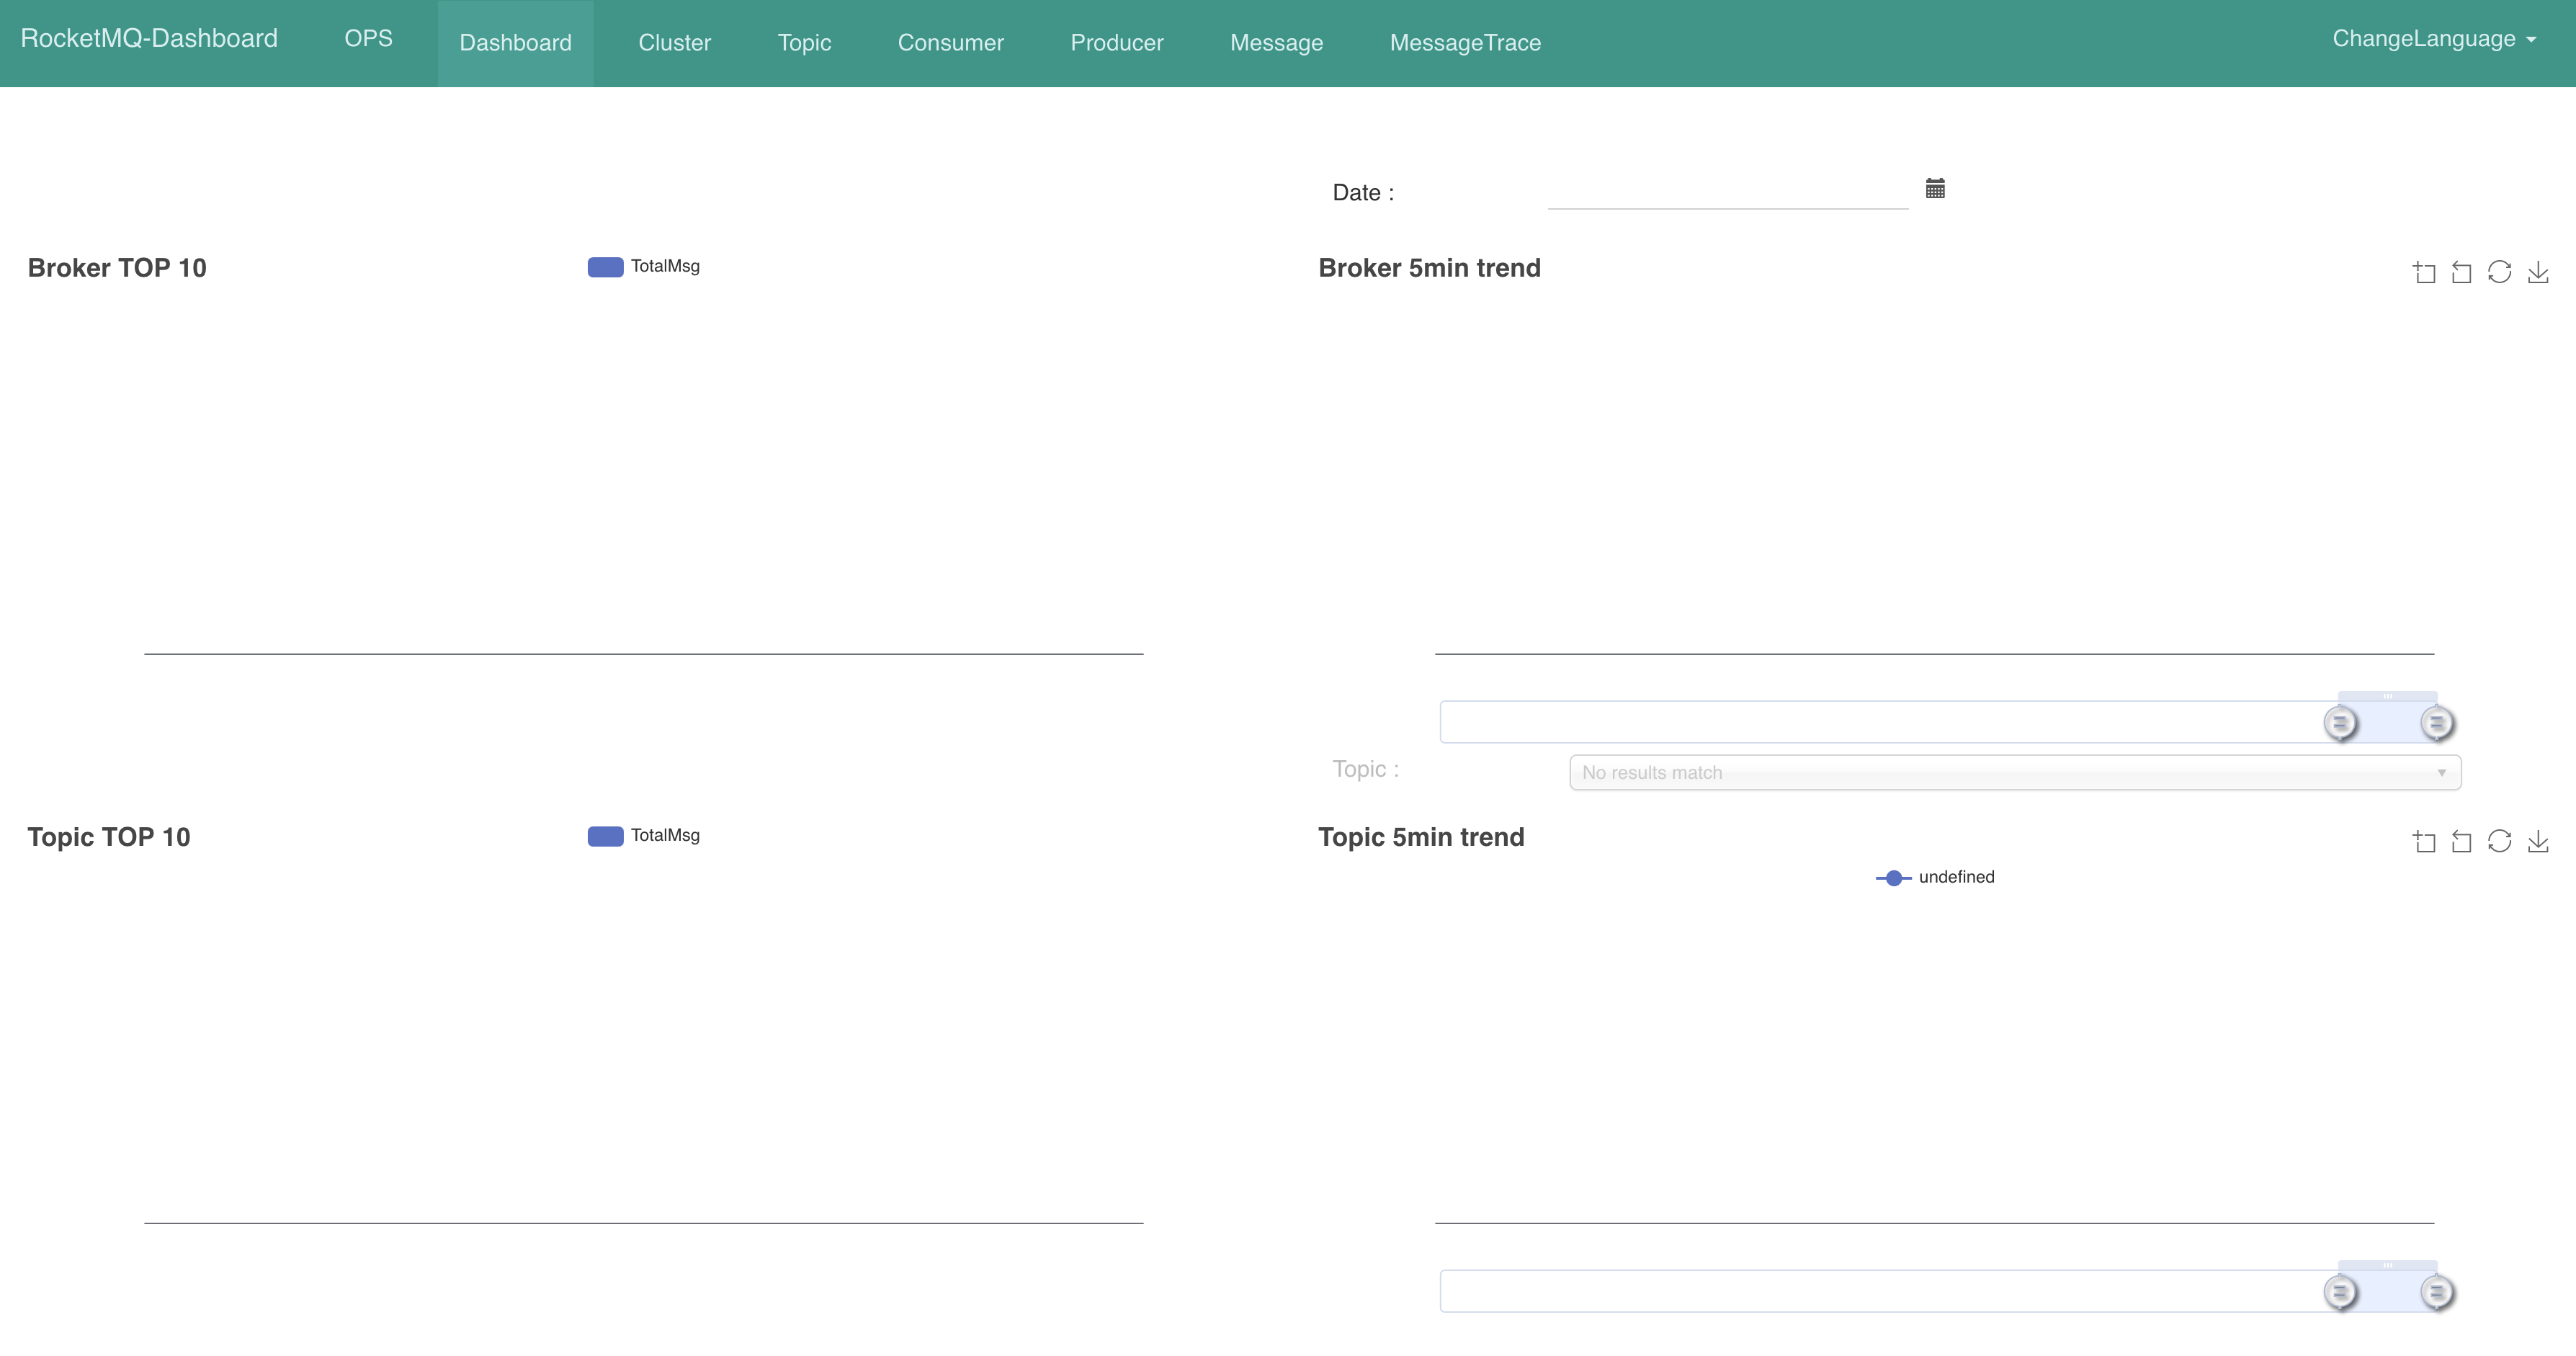 RocketMQ-Dashboard OPS Dashboard Cluster Topic Consumer Producer Message MessageTrace ChangeLanguage
Date :
Broker TOP 10
TotalMsg
Broker 5min trend
Topic :
No results match
Topic TOP 10
TotalMsg
Topic 5min trend
undefined